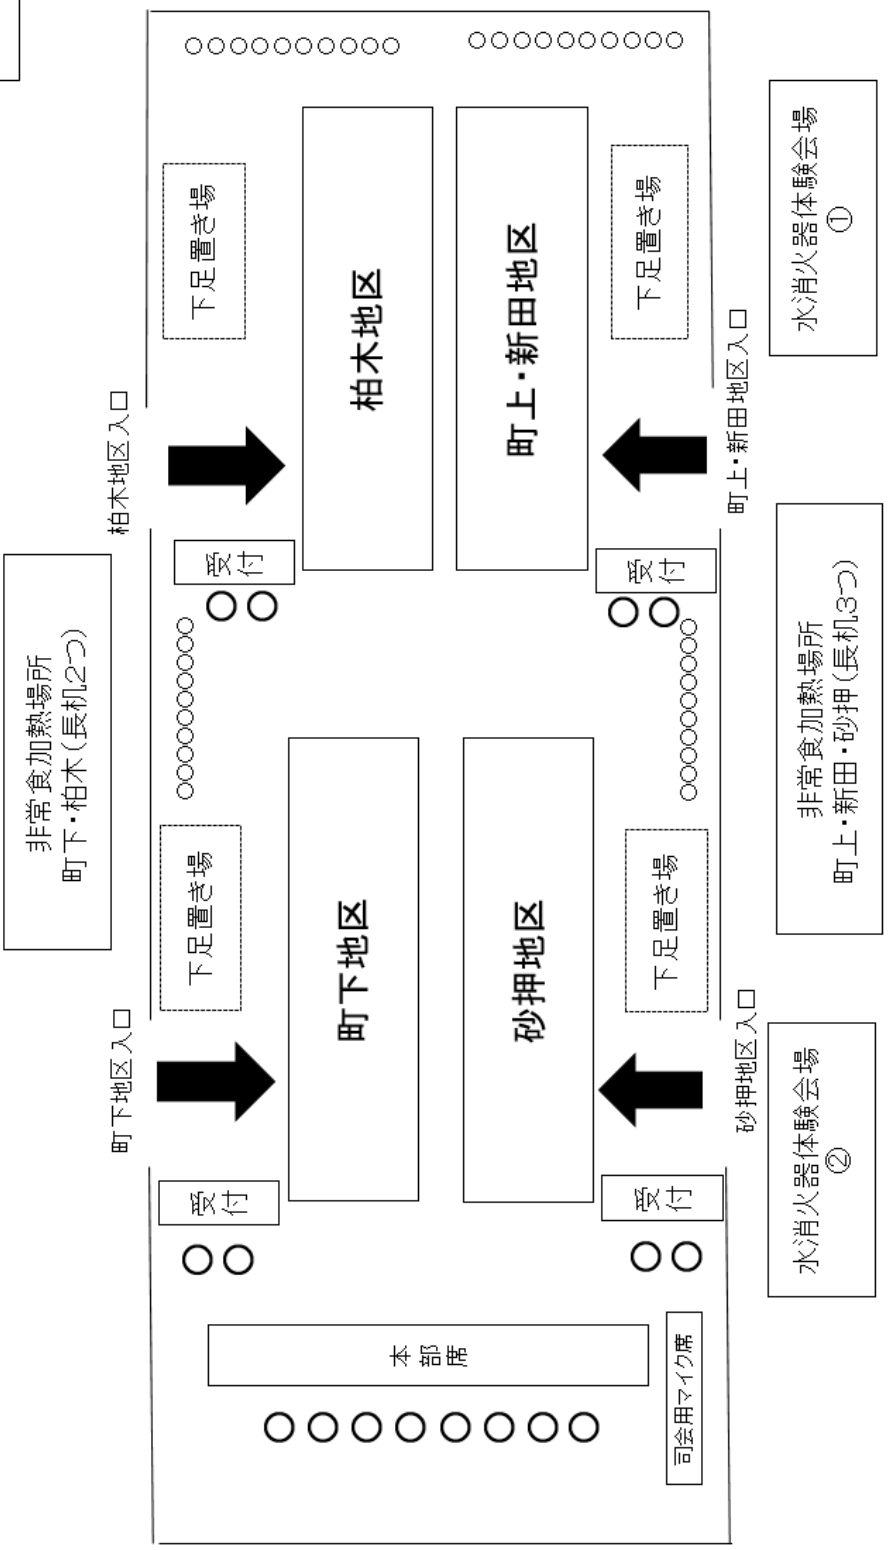 非常食加熱場所
町下・柏木(長机2つ)
町下地区入口
柏木地区入口
受付
下足置き場
受付
下足置き場
町下地区
柏木地区
本部席
砂押地区
町上・新田地区
受付
下足置き場
受付
下足置き場
司会用マイク席
砂押地区入口
町上・新田地区入口
水消火器体験会場
②
非常食加熱場所
町上・新田・砂押(長机3つ)
水消火器体験会場
①